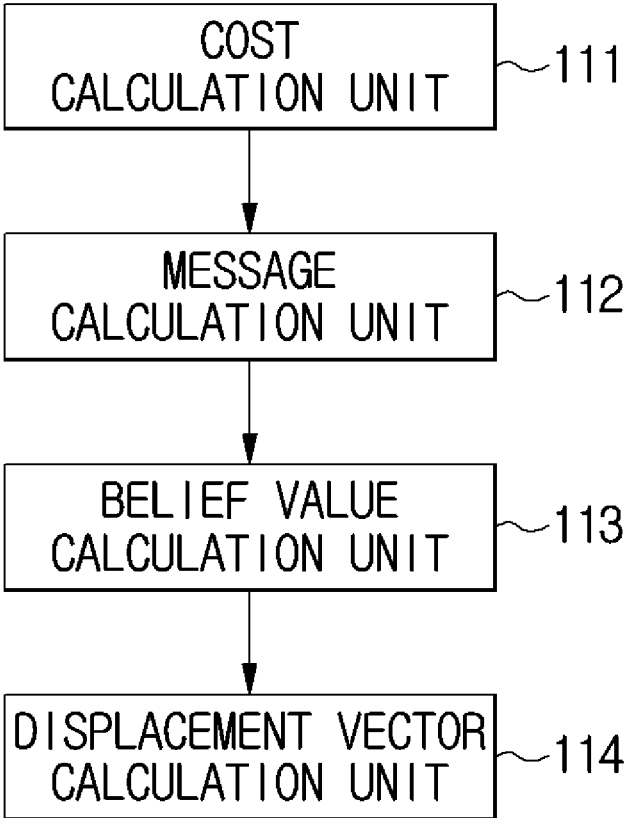 COST
CALCULATION UNIT
111
MESSAGE
CALCULATION UNIT
112
BELIEF VALUE
CALCULATION UNIT
113
DISPLACEMENT VECTOR
CALCULATION UNIT
114